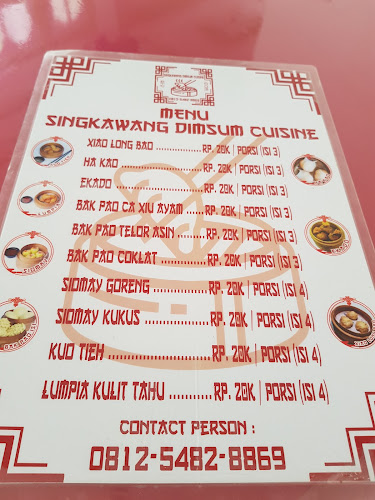 MENU
SINGKAWANG DIMSUM CUISINE
XIAO LONG BAO ............... RP. 20K / PORSI (ISI 3)
HA KAO ......................... RP. 20K / PORSI (ISI 3)
EKADO ........................... RP. 20K / PORSI (ISI 3)
BAK PAO CA XIU AYAM ..... RP. 20K / PORSI (ISI 3)
BAK PAO TELOR ASIN ........ RP. 20K / PORSI (ISI 3)
BAK PAO COKLAT ............. RP. 20K / PORSI (ISI 3)
SIOMAY GORENG ............. RP. 20K / PORSI (ISI 4)
SIOMAY KUKUS ............... RP. 20K / PORSI (ISI 4)
KUO TIEH ...................... RP. 20K / PORSI (ISI 4)
LUMPIA KULIT TAHU ......... RP. 20K / PORSI (ISI 4)
CONTACT PERSON :
0812-5482-8869